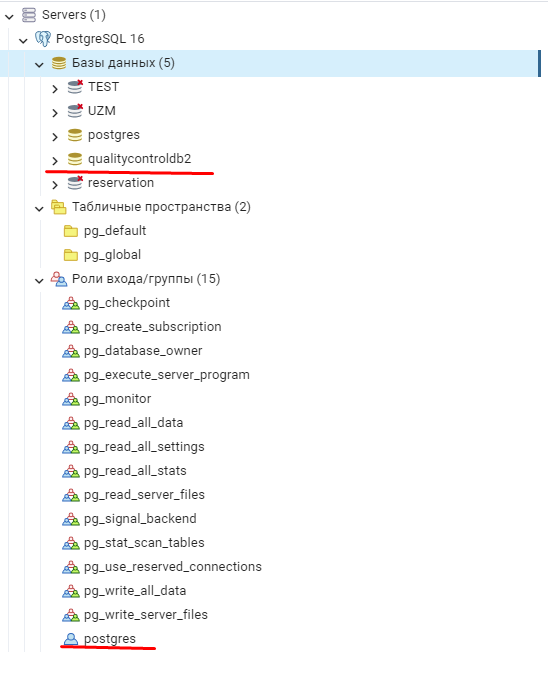 Servers (1)
PostgreSQL 16
Базы данных (5)
TEST
UZM
postgres
qualitycontroldb2
reservation
Табличные пространства (2)
pg_default
pg_global
Роли входа/группы (15)
pg_checkpoint
pg_create_subscription
pg_database_owner
pg_execute_server_program
pg_monitor
pg_read_all_data
pg_read_all_settings
pg_read_all_stats
pg_read_server_files
pg_signal_backend
pg_stat_scan_tables
pg_use_reserved_connections
pg_write_all_data
pg_write_server_files
postgres